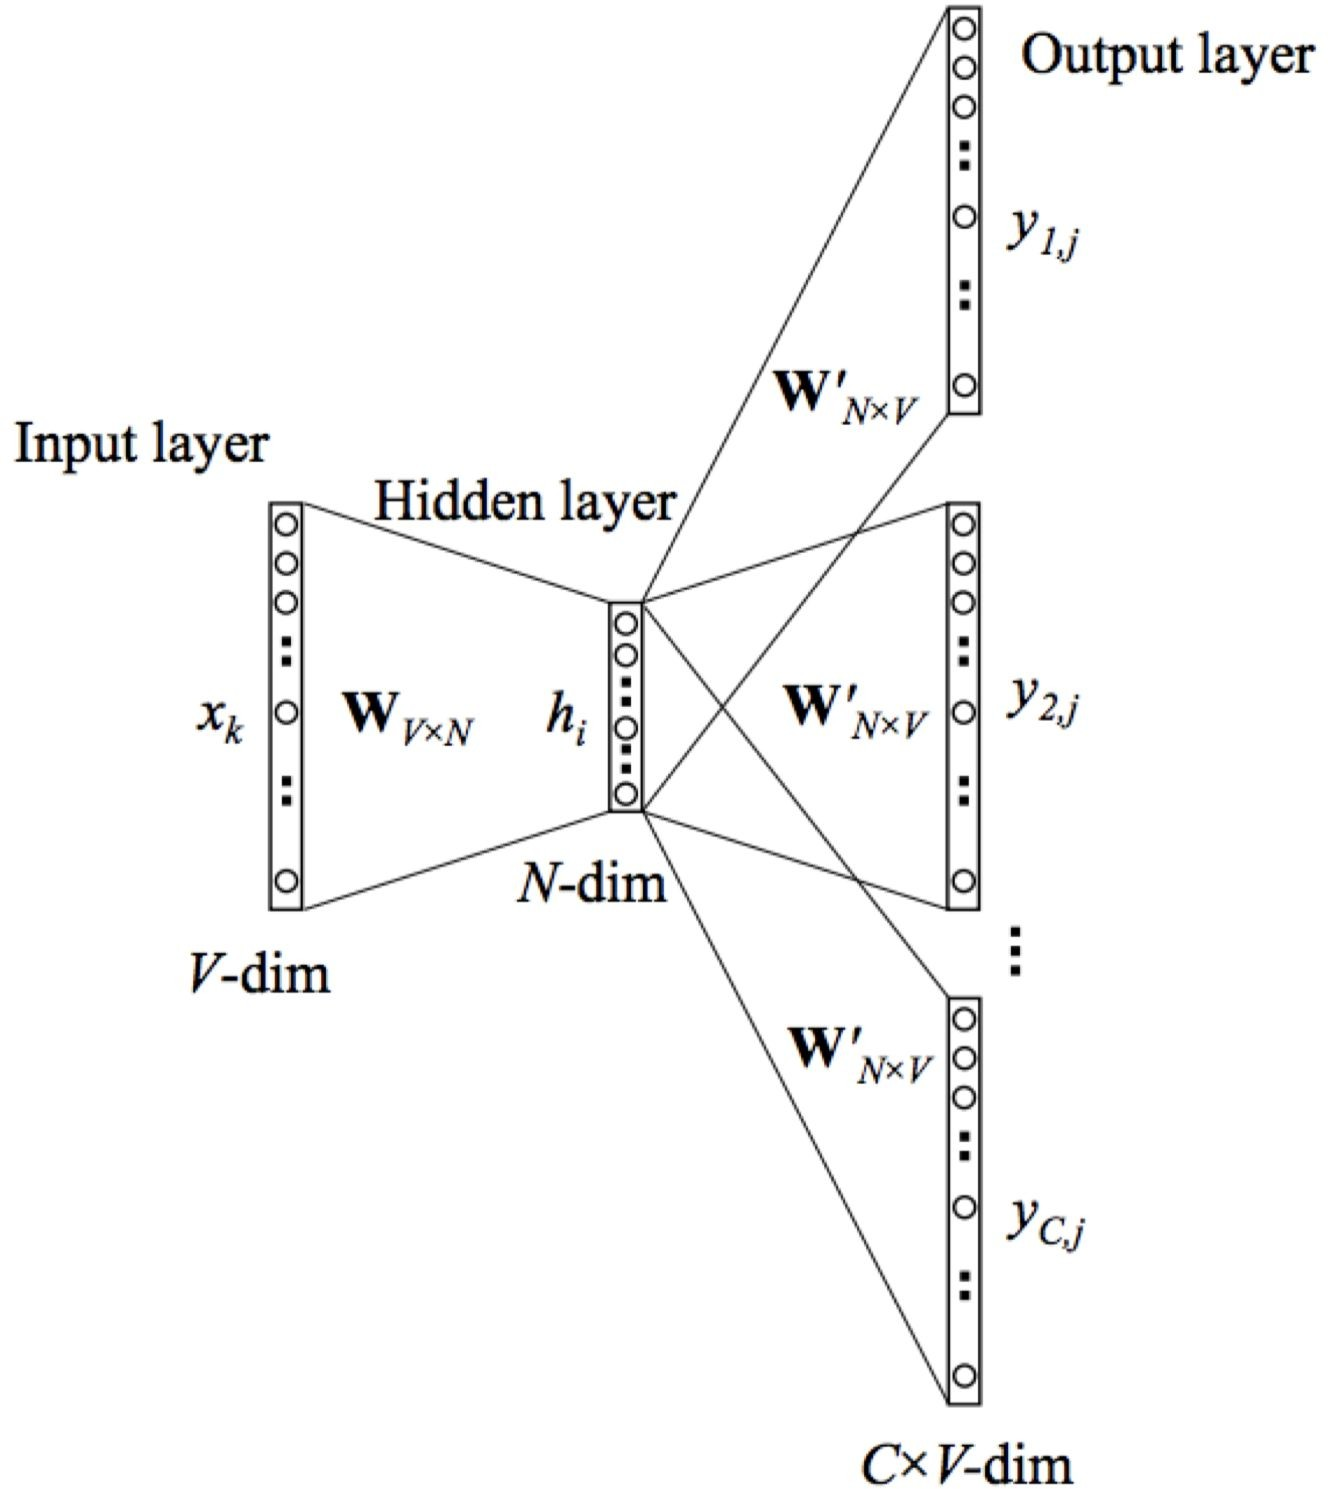 Output layer
y1,j
W'N×V
Input layer
Hidden layer
xk
WV×N
hi
W'N×V
y2,j
N-dim
V-dim
W'N×V
yC,j
C×V-dim